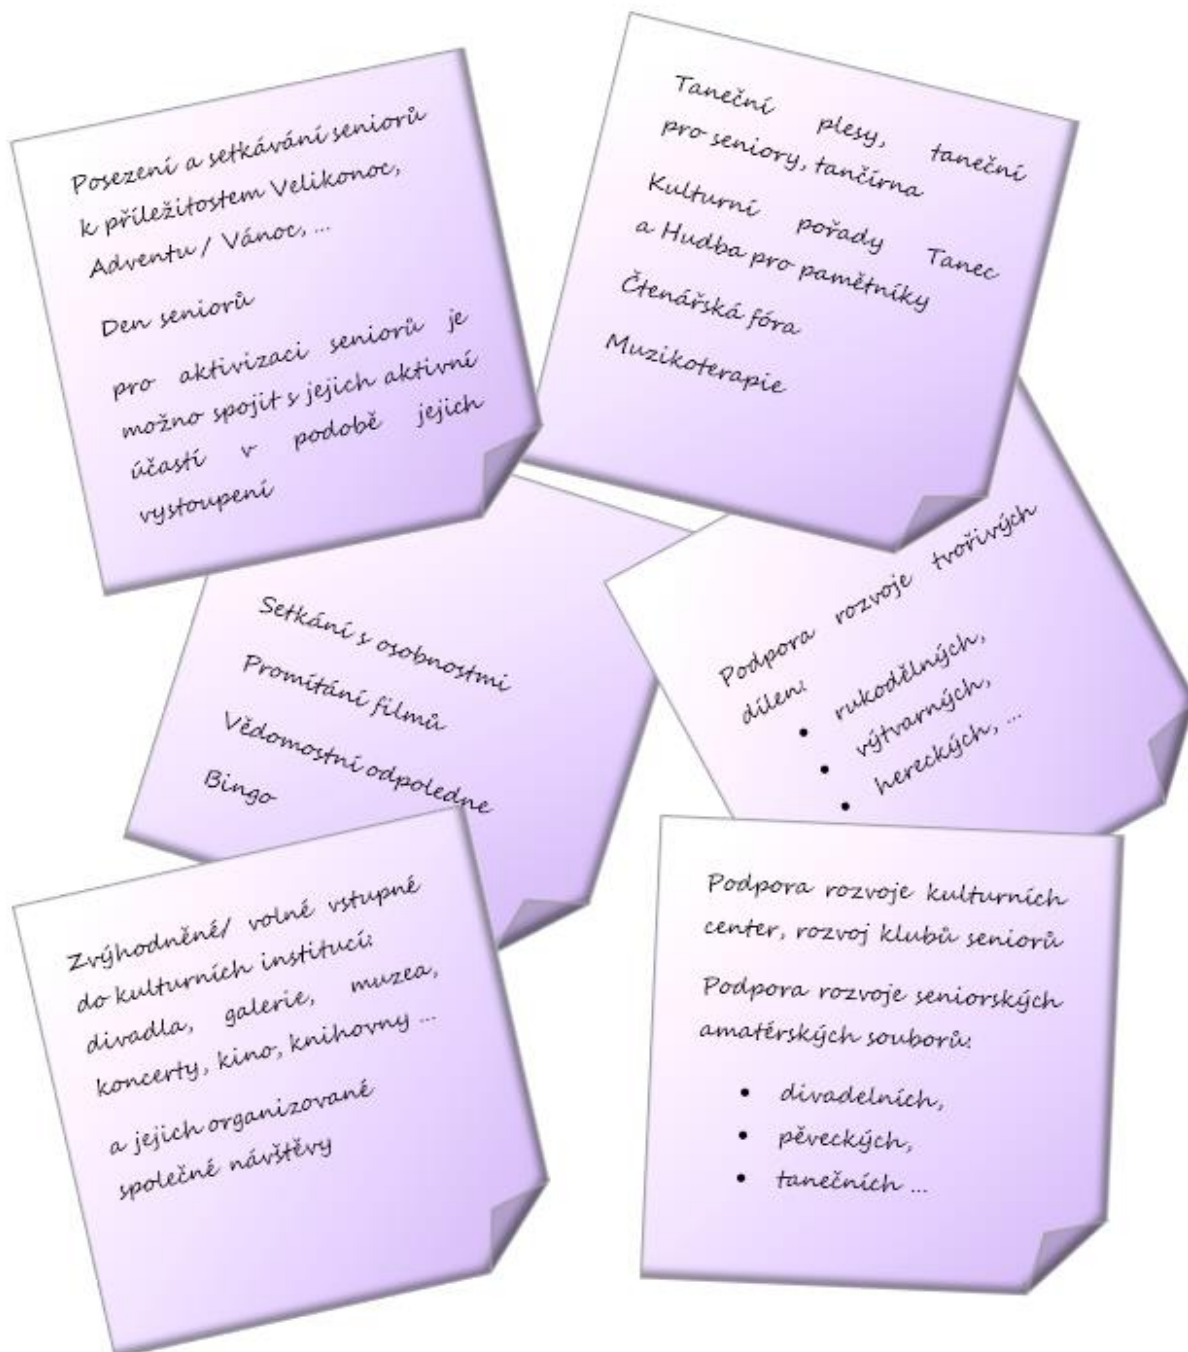 Posezení a setkávání seniorů
k příležitostem Velikonoc,
Adventu / Vánoc, ...
Den seniorů
pro aktivizaci seniorů je
možno spojit s jejich aktivní
účastí v podobě jejich
vystoupení
Taneční plesy, taneční
pro seniory, tančírna
Kulturní pořady Tanec
a Hudba pro pamětníky
Čtenářská fóra
Muzikoterapie
Setkání s osobnostmi
Promítání filmů
Vědomostní odpoledne
Bingo
Podpora rozvoje tvořivých
dílen:
• rukodělných,
• výtvarných,
• hereckých, ...
Zvýhodněné/ volné vstupné
do kulturních institucí:
divadla, galerie, muzea,
koncerty, kino, knihovny ...
a jejich organizované
společné návštěvy
Podpora rozvoje kulturních
center, rozvoj klubů seniorů
Podpora rozvoje seniorských
amatérských souborů:
• divadelních,
• pěveckých,
• tanečních ...